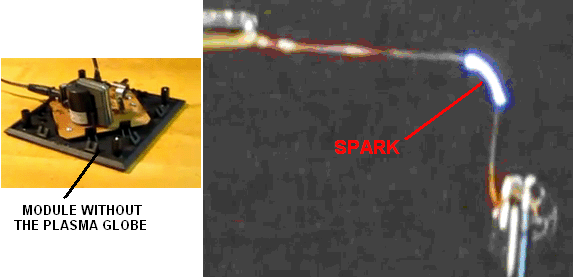 SPARK
MODULE WITHOUT
THE PLASMA GLOBE